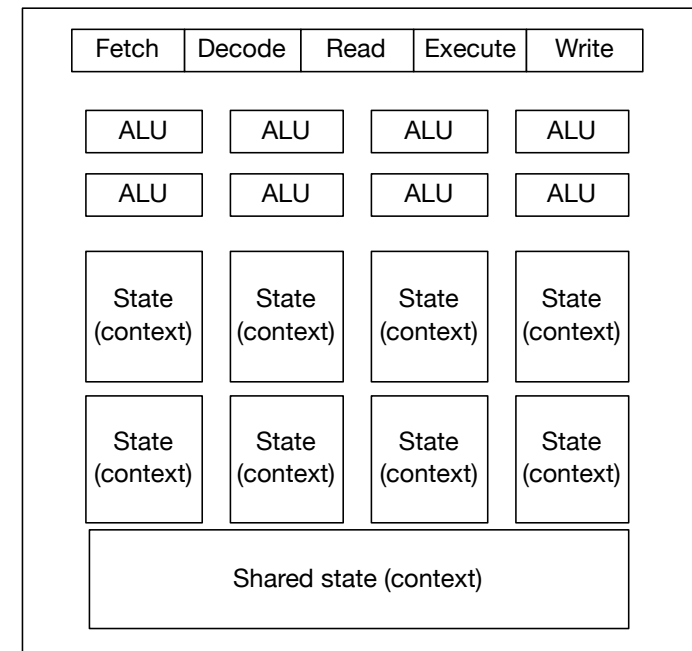 Fetch Decode Read Execute Write
ALU ALU ALU ALU
ALU ALU ALU ALU
State State State State
(context) (context) (context) (context)
State State State State
(context) (context) (context) (context)
Shared state (context)